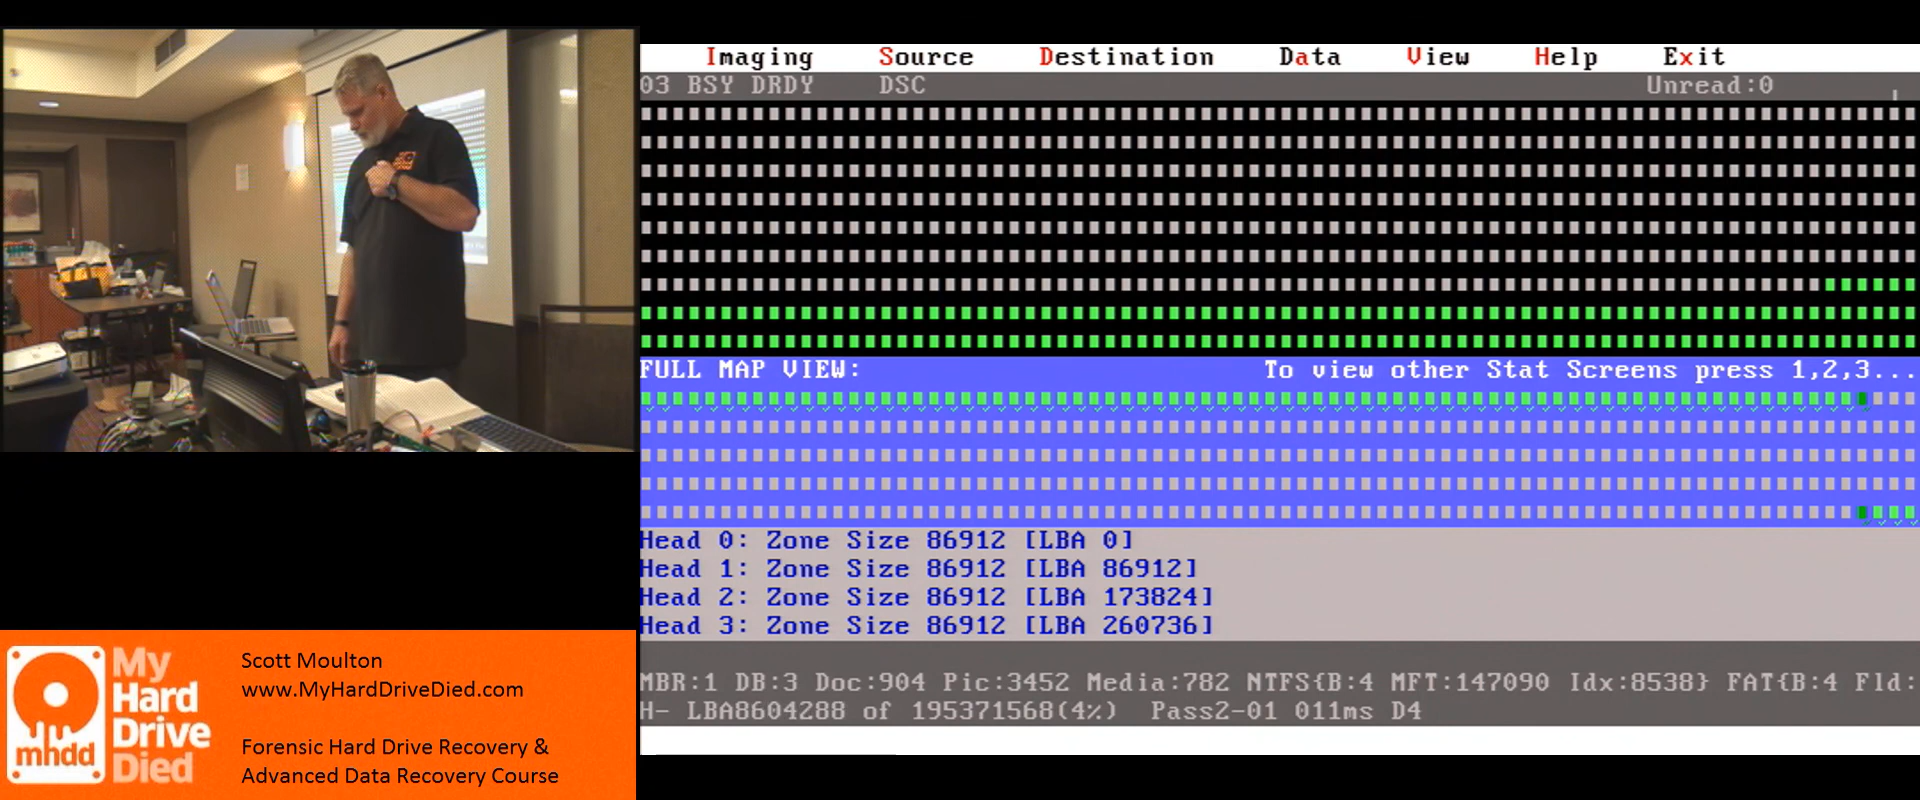 Imaging Source Destination Data View Help Exit
03 BSY DRDY DSC Unread:0
FULL MAP VIEW: To view other Stat Screens press 1,2,3...
Head 0: Zone Size 86912 [LBA 0]
Head 1: Zone Size 86912 [LBA 86912]
Head 2: Zone Size 86912 [LBA 173824]
Head 3: Zone Size 86912 [LBA 260736]
MBR:1 DB:3 Doc:904 Pic:3452 Media:782 NTFS{B:4 MFT:147090 Idx:8538} FAT{B:4 Fld:
H- LBA8604288 of 195371568(4%) Pass2-01 011ms D4
My
Hard
Drive
Died
mhdd
Scott Moulton
www.MyHardDriveDied.com
Forensic Hard Drive Recovery &
Advanced Data Recovery Course